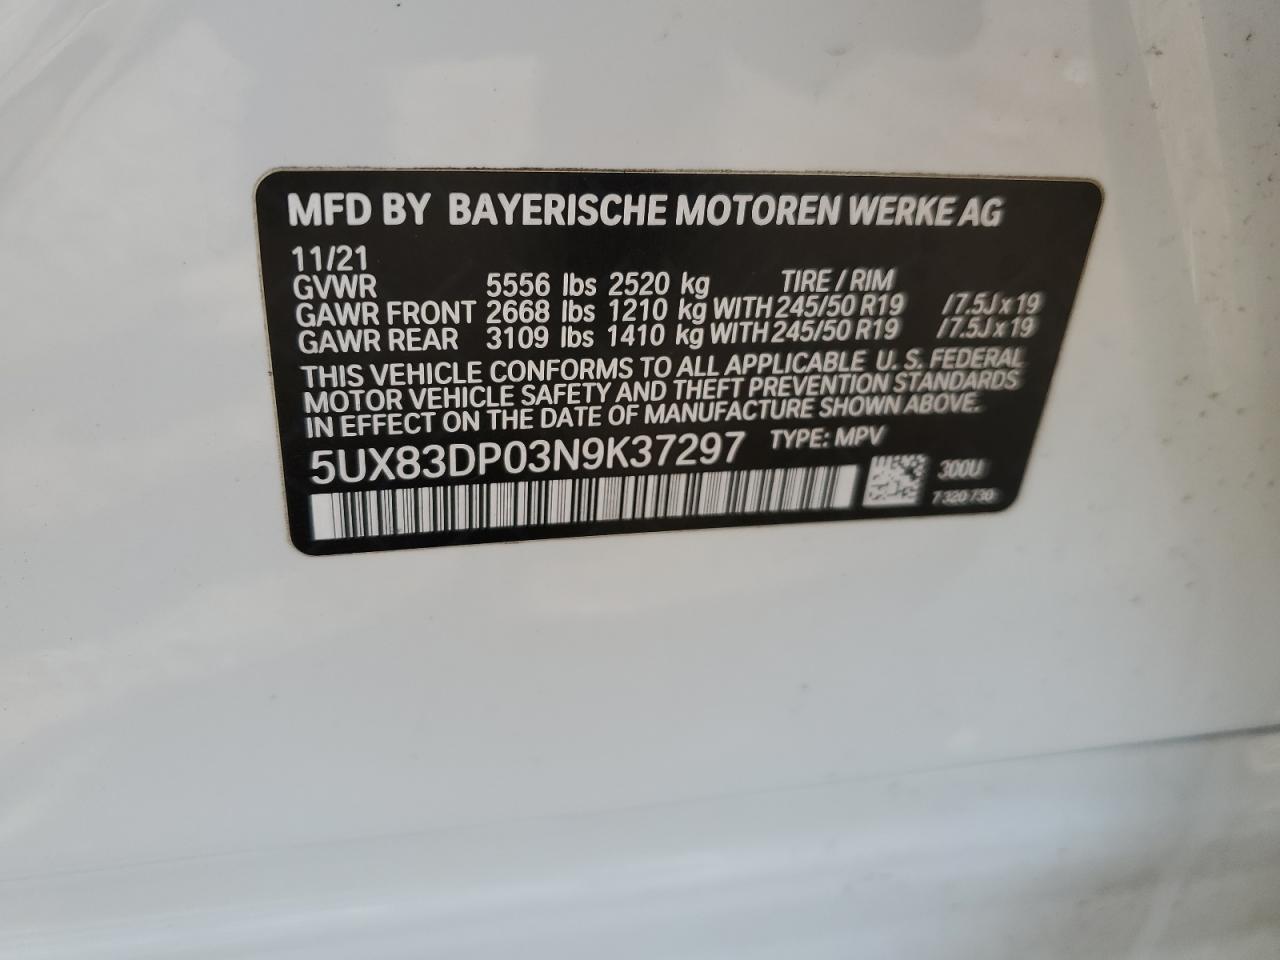 MFD BY BAYERISCHE MOTOREN WERKE AG
11/21
GVWR 5556 lbs 2520 kg TIRE / RIM
GAWR FRONT 2668 lbs 1210 kg WITH 245/50 R19 /7.5J x 19
GAWR REAR 3109 lbs 1410 kg WITH 245/50 R19 /7.5J x 19
THIS VEHICLE CONFORMS TO ALL APPLICABLE U. S. FEDERAL
MOTOR VEHICLE SAFETY AND THEFT PREVENTION STANDARDS
IN EFFECT ON THE DATE OF MANUFACTURE SHOWN ABOVE.
5UX83DP03N9K37297 TYPE: MPV
300U
7 320 730